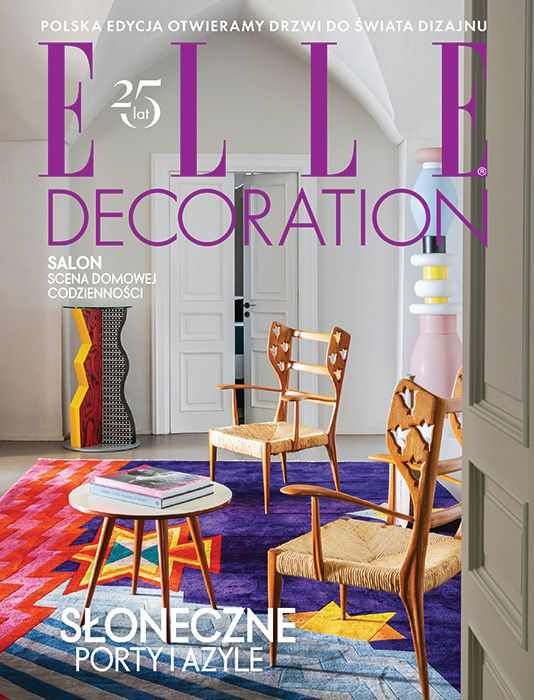 POLSKA EDYCJA OTWIERAMY DRZWI DO ŚWIATA DIZAJNU
25
lat
ELLE
®
DECORATION
SALON
SCENA DOMOWEJ
CODZIENNOŚCI
SŁONECZNE
PORTY I AZYLE